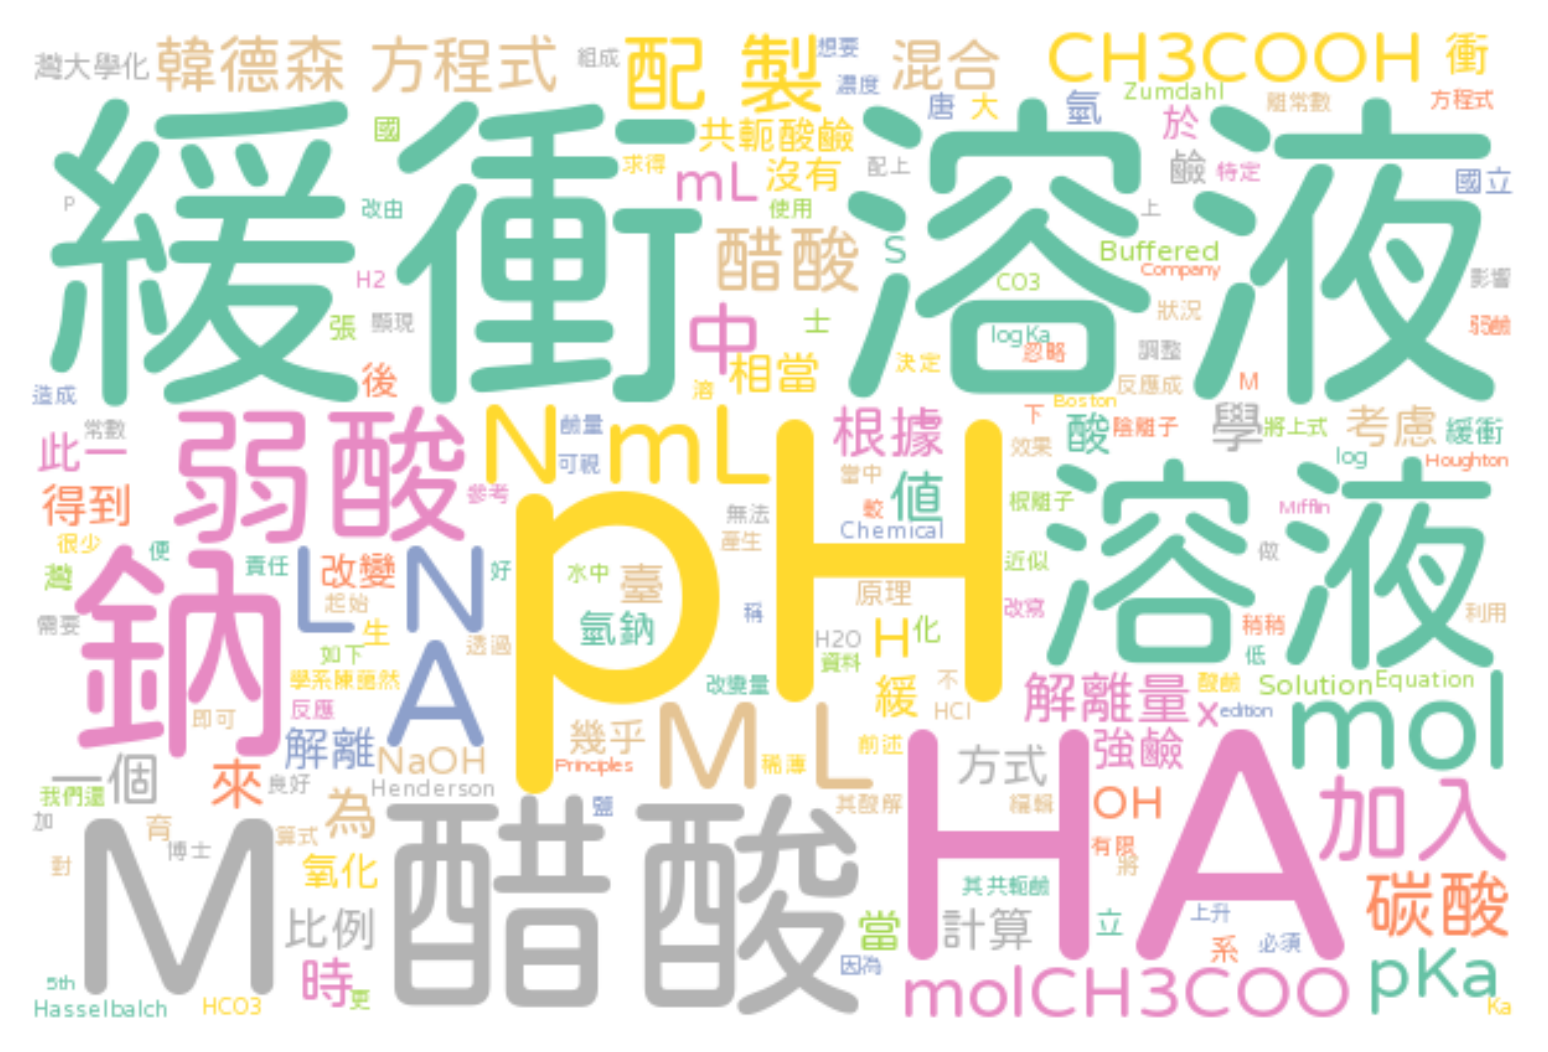 灣大學化 韓德森 方程式 組成 配製 想要 混合 CH3COOH 衝
濃度 Zumdahl
唐 大 氫 離常數 方程式
緩衝溶液
國 共軛酸鹼 於
求得 mL 沒有 配上 鹼 特定 國立
P 改由 使用 上
醋酸 S Buffered
H2 Company 影響
CO3
張 顯現 中 士 logKa 狀況 弱鹼
忽略 調整
後 相當 決定
造成 溶 反應成 M
Boston
弱酸 N mL 根據 下 酸 陰離子 學 將上式 考慮 緩衝
此一 常數 鹼量
可視 效果 log Houghton
當中
得到 參考 值 溶液
無法 較 根離子 Mifflin
pH
很少 便 產生 Chemical 做
鈉 責任 L 改變 N 好 水中 臺 近似
灣 起始 稱 原理 改寫 利用
需要 生 氫鈉 H2O H 化 稍稍
如下 透過 資料 低
A
學系陳藹然 改變量 緩 不 解離量 酸鹼 Solution Equation
即可 反應 HCl x edition mol
解離 幾乎 M L 前述 強鹼
NaOH Principles 稀薄 方式
一個 來 良好 Henderson HA
我們還 鹽 其酸解 編輯 OH 加入
加 育 為
M 醋酸
博士 算式 有限
對 氧化 將
其共軛鹼 碳酸
比例 當 計算 立 上升
系 必須
時 因為 pKa
5th 更 molCH3COO
Hasselbalch HCO3 Ka